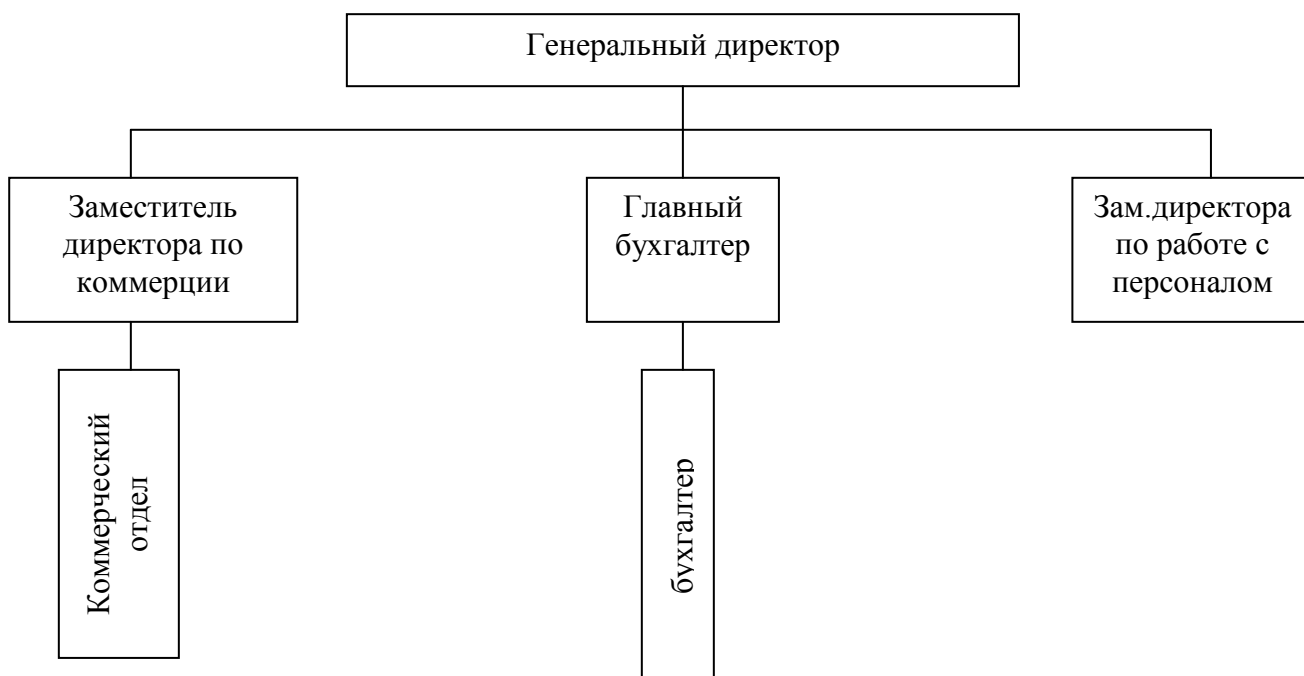 Генеральный директор
Заместитель
директора по
коммерции
Главный
бухгалтер
Зам.директора
по работе с
персоналом
Коммерческий
отдел
бухгалтер